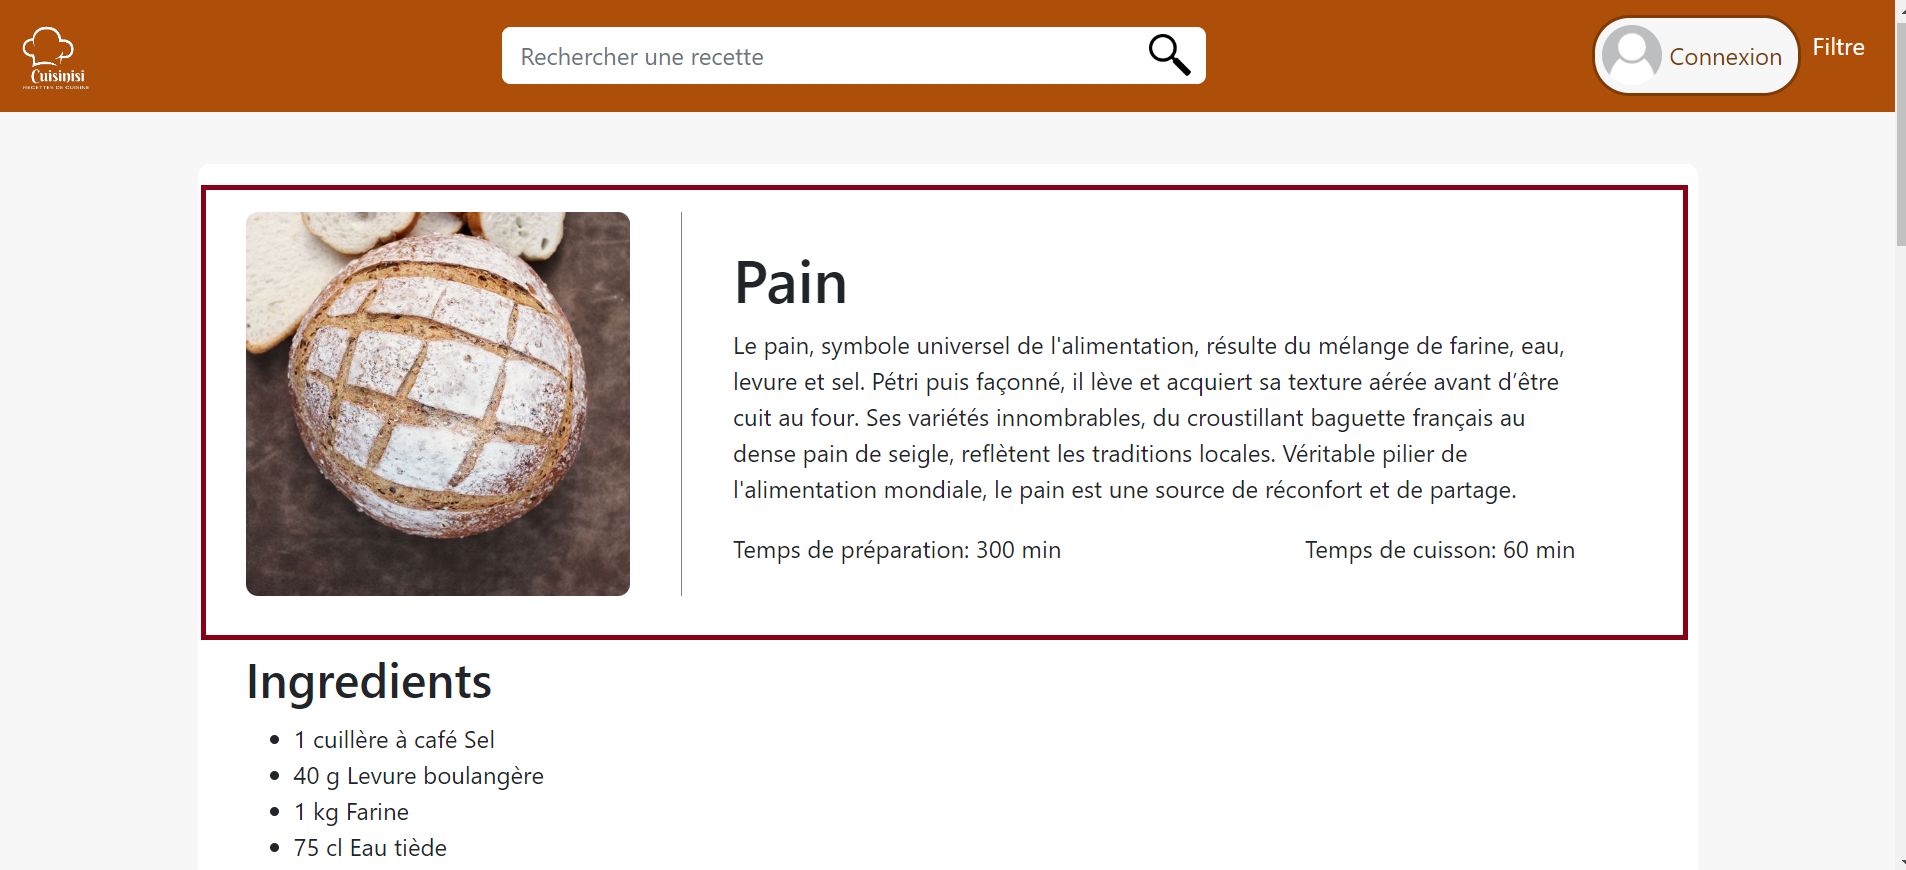 Cuisinisi
RECETTES DE CUISINE
Rechercher une recette
Connexion
Filtre
Pain
Le pain, symbole universel de l'alimentation, résulte du mélange de farine, eau,
levure et sel. Pétri puis façonné, il lève et acquiert sa texture aérée avant d’être
cuit au four. Ses variétés innombrables, du croustillant baguette français au
dense pain de seigle, reflètent les traditions locales. Véritable pilier de
l'alimentation mondiale, le pain est une source de réconfort et de partage.
Temps de préparation: 300 min
Temps de cuisson: 60 min
Ingredients
1 cuillère à café Sel
40 g Levure boulangère
1 kg Farine
75 cl Eau tiède